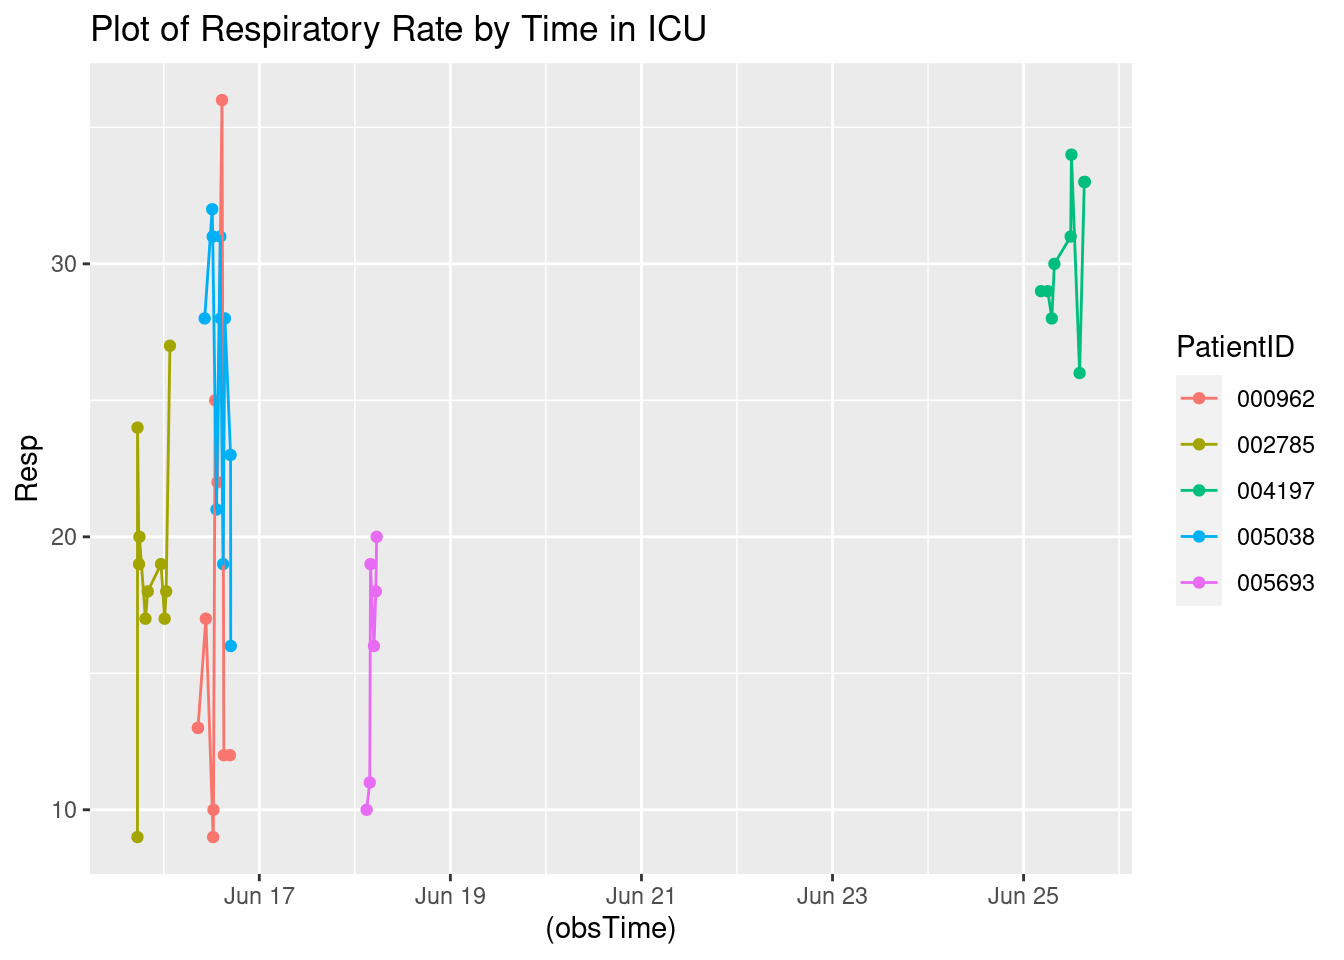 Plot of Respiratory Rate by Time in ICU
Resp
30
20
10
Jun 17
Jun 19
Jun 21
Jun 23
Jun 25
(obsTime)
PatientID
000962
002785
004197
005038
005693